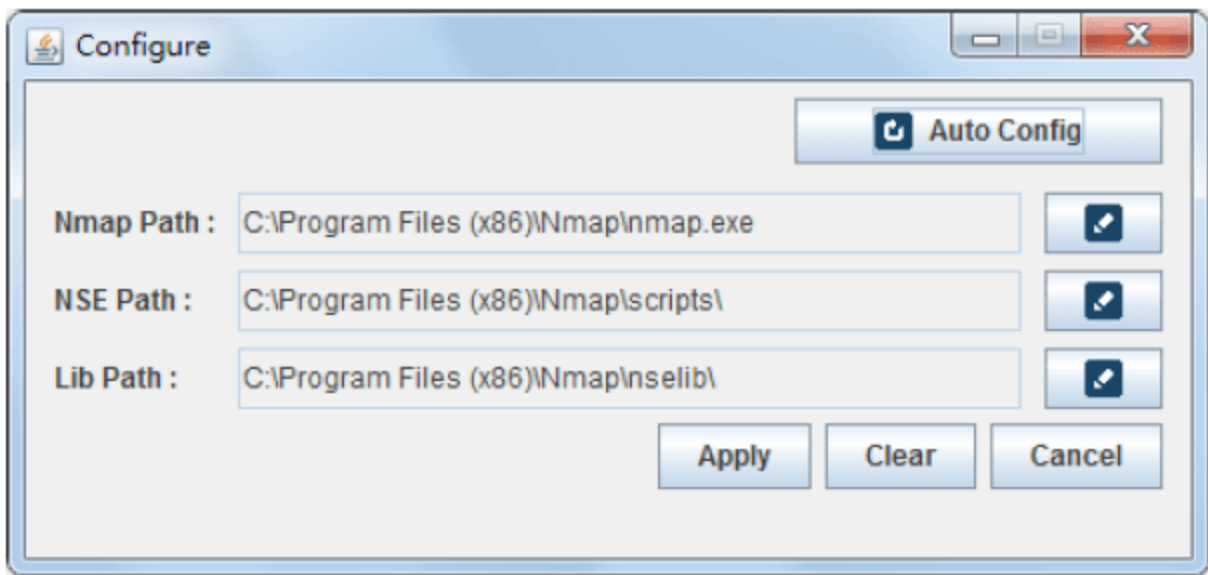 Configure
Auto Config
Nmap Path : C:\Program Files (x86)\Nmap\nmap.exe
NSE Path : C:\Program Files (x86)\Nmap\scripts\
Lib Path : C:\Program Files (x86)\Nmap\nselib\
Apply Clear Cancel